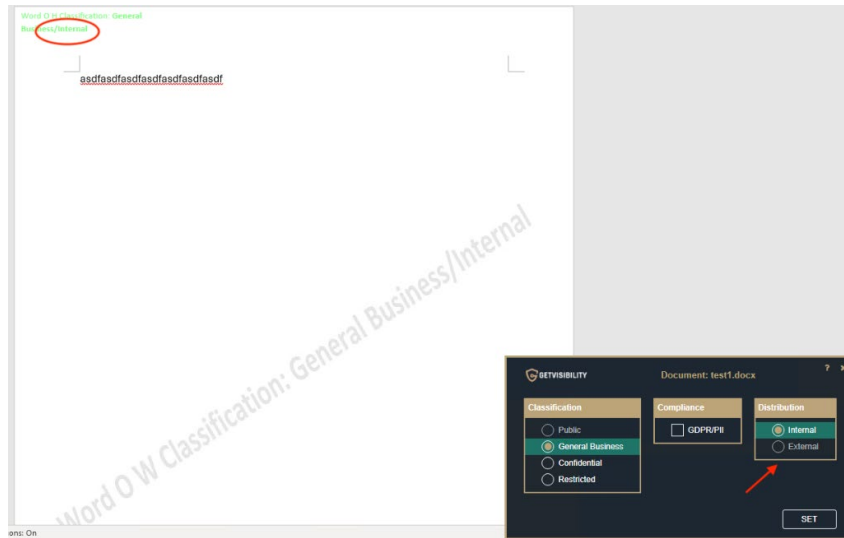 Word O H Classification: General
Business/Internal
asdfasdfasdfasdfasdfasdfasdf
Word O W Classification: General Business/Internal
GETVISIBILITY
Document: test1.docx
?
x
Classification
Public
General Business
Confidential
Restricted
Compliance
GDPR/PII
Distribution
Internal
External
SET
ons: On